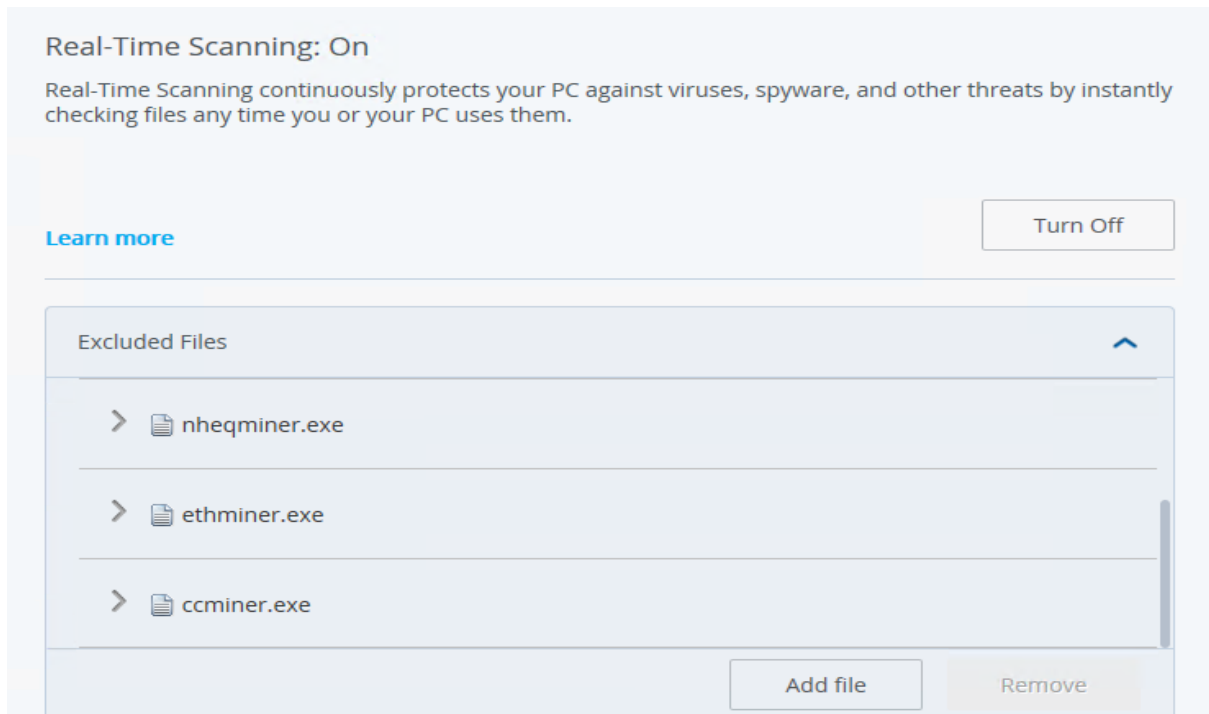 Real-Time Scanning: On
Real-Time Scanning continuously protects your PC against viruses, spyware, and other threats by instantly
checking files any time you or your PC uses them.
Turn Off
Learn more
Excluded Files
nheqminer.exe
ethminer.exe
ccminer.exe
Add file
Remove